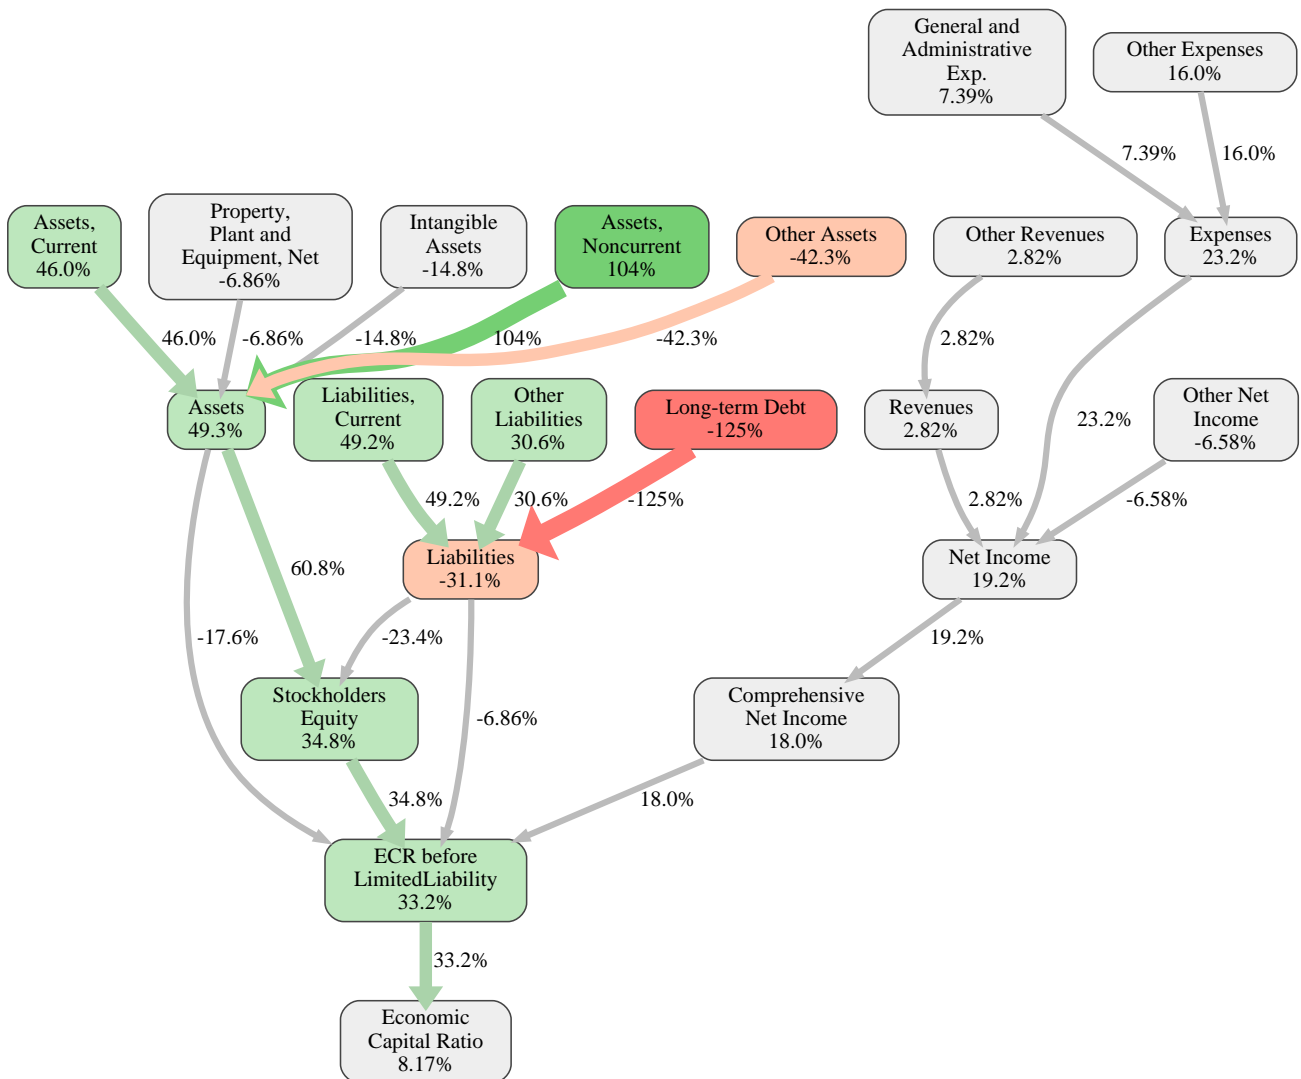 General and
Administrative
Exp.
7.39%
Other Expenses
16.0%
7.39%
16.0%
Assets,
Current
46.0%
Property,
Plant and
Equipment, Net
-6.86%
Intangible
Assets
-14.8%
Assets,
Noncurrent
104%
Other Assets
-42.3%
Other Revenues
2.82%
Expenses
23.2%
46.0%
-6.86%
-14.8%
104%
-42.3%
2.82%
Assets
49.3%
Liabilities,
Current
49.2%
Other
Liabilities
30.6%
Long-term Debt
-125%
Revenues
2.82%
23.2%
Other Net
Income
-6.58%
49.2%
30.6%
-125%
2.82%
-6.58%
60.8%
Liabilities
-31.1%
Net Income
19.2%
-17.6%
-23.4%
19.2%
Stockholders
Equity
34.8%
-6.86%
Comprehensive
Net Income
18.0%
34.8%
18.0%
ECR before
LimitedLiability
33.2%
33.2%
Economic
Capital Ratio
8.17%